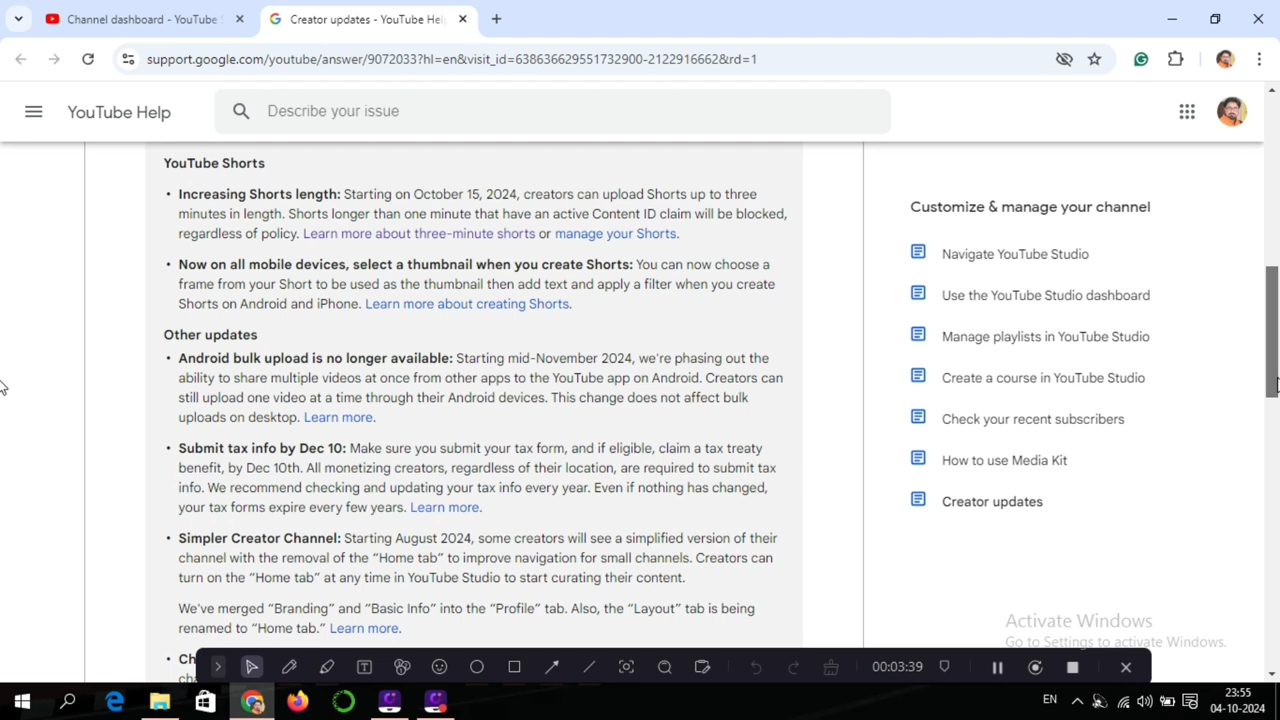 Channel dashboard - YouTube
Creator updates - YouTube Hel
support.google.com/youtube/answer/9072033?hl=en&visit_id=638636629551732900-2122916662&rd=1
YouTube Help
Describe your issue
YouTube Shorts
• Increasing Shorts length: Starting on October 15, 2024, creators can upload Shorts up to three
minutes in length. Shorts longer than one minute that have an active Content ID claim will be blocked,
regardless of policy. Learn more about three-minute shorts or manage your Shorts.
• Now on all mobile devices, select a thumbnail when you create Shorts: You can now choose a
frame from your Short to be used as the thumbnail then add text and apply a filter when you create
Shorts on Android and iPhone. Learn more about creating Shorts.
Other updates
• Android bulk upload is no longer available: Starting mid-November 2024, we're phasing out the
ability to share multiple videos at once from other apps to the YouTube app on Android. Creators can
still upload one video at a time through their Android devices. This change does not affect bulk
uploads on desktop. Learn more.
• Submit tax info by Dec 10: Make sure you submit your tax form, and if eligible, claim a tax treaty
benefit, by Dec 10th. All monetizing creators, regardless of their location, are required to submit tax
info. We recommend checking and updating your tax info every year. Even if nothing has changed,
your tax forms expire every few years. Learn more.
• Simpler Creator Channel: Starting August 2024, some creators will see a simplified version of their
channel with the removal of the “Home tab” to improve navigation for small channels. Creators can
turn on the “Home tab” at any time in YouTube Studio to start curating their content.
We've merged “Branding” and “Basic Info” into the “Profile” tab. Also, the “Layout” tab is being
renamed to “Home tab.” Learn more.
Customize & manage your channel
Navigate YouTube Studio
Use the YouTube Studio dashboard
Manage playlists in YouTube Studio
Create a course in YouTube Studio
Check your recent subscribers
How to use Media Kit
Creator updates
Activate Windows
Go to Settings to activate Windows.
00:03:39
EN
23:55
04-10-2024